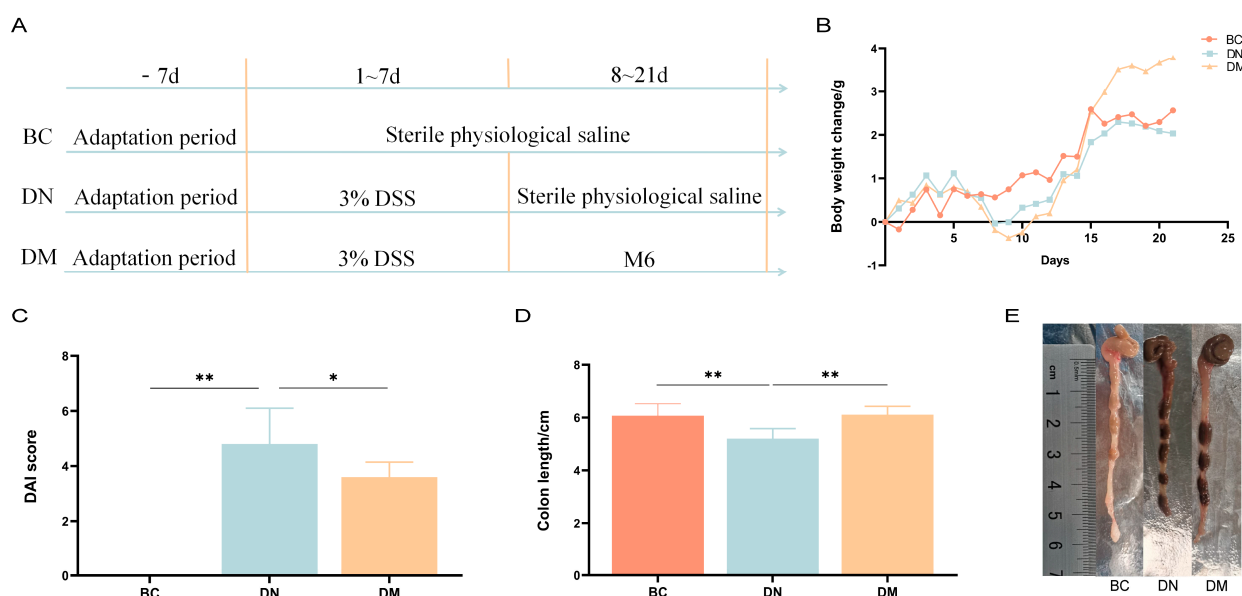 A
- 7d 1~7d 8~21d
BC Adaptation period Sterile physiological saline
DN Adaptation period 3% DSS Sterile physiological saline
DM Adaptation period 3% DSS M6
B
BC
DN
DM
Body weight change/g
4
3
2
1
0
-1
5 10 15 20 25
Days
C
DAI score
8
6
4
2
0
** *
BC DN DM
D
Colon length/cm
8
6
4
2
0
** **
BC DN DM
E
cm
0.5mm
1
2
3
4
5
6
7
BC DN DM